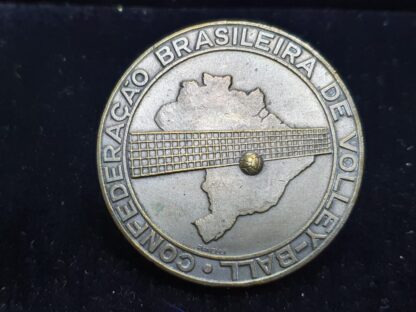 CONFEDERAÇÃO BRASILEIRA DE VOLLEY-BALL •